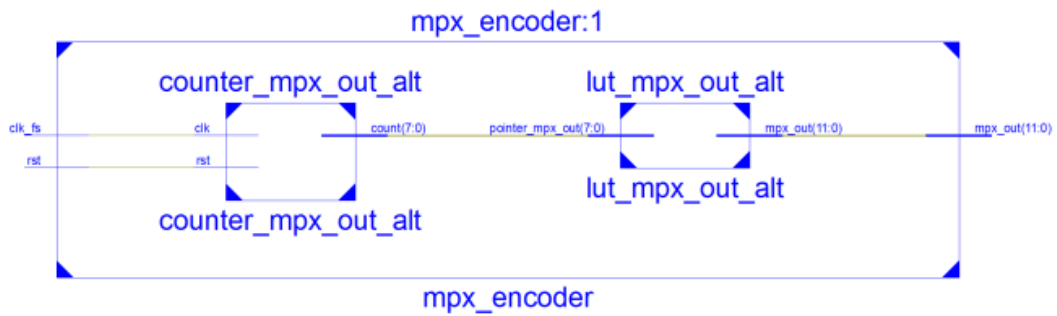 mpx_encoder:1
counter_mpx_out_alt lut_mpx_out_alt
clk_fs clk count(7:0) pointer_mpx_out(7:0) mpx_out(11:0) mpx_out(11:0)
rst rst
counter_mpx_out_alt lut_mpx_out_alt
mpx_encoder